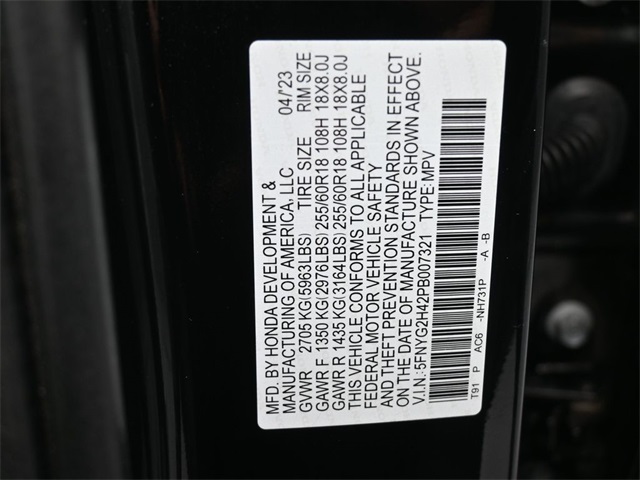 MFD. BY HONDA DEVELOPMENT &
MANUFACTURING OF AMERICA, LLC 04/'23
GVWR 2705 KG(5963LBS) TIRE SIZE RIM SIZE
GAWR F 1350 KG(2976LBS) 255/60R18 108H 18X8.0J
GAWR R 1435 KG(3164LBS) 255/60R18 108H 18X8.0J
THIS VEHICLE CONFORMS TO ALL APPLICABLE
FEDERAL MOTOR VEHICLE SAFETY
AND THEFT PREVENTION STANDARDS IN EFFECT
ON THE DATE OF MANUFACTURE SHOWN ABOVE.
V.I.N.:5FNYG2H42PB007321 TYPE: MPV
T91 P AC6 -NH731P -A -B